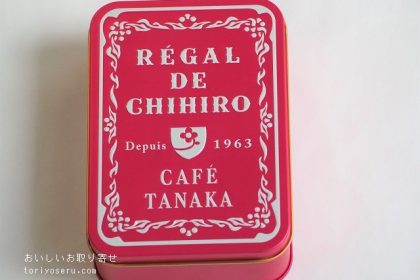 RÉGAL
DE
CHIHIRO
Depuis 1963
CAFÉ
TANAKA
おいしいお取り寄せ
toriyoseru.com